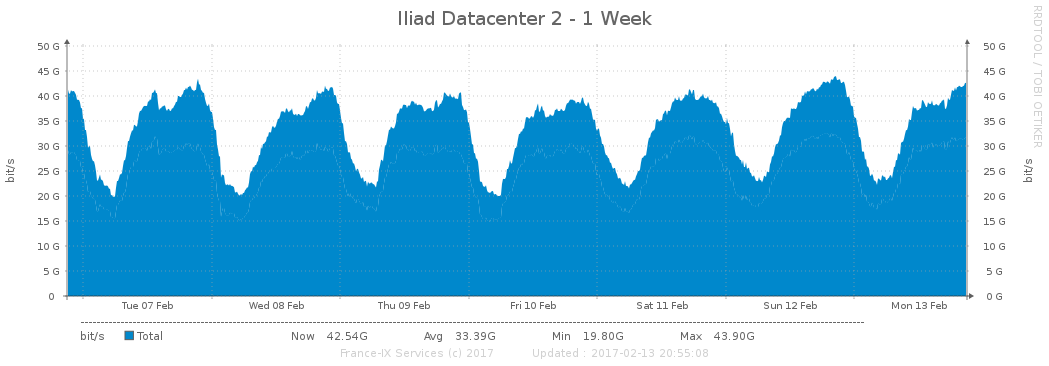 Iliad Datacenter 2 - 1 Week
RRDTOOL / TOBI OETIKER
bit/s
50 G 50 G
45 G 45 G
40 G 40 G
35 G 35 G
30 G 30 G
25 G 25 G
20 G 20 G
15 G 15 G
10 G 10 G
5 G 5 G
0 0 G
bit/s
Tue 07 Feb Wed 08 Feb Thu 09 Feb Fri 10 Feb Sat 11 Feb Sun 12 Feb Mon 13 Feb
bit/s Total Now 42.54G Avg 33.39G Min 19.80G Max 43.90G
France-IX Services (c) 2017 Updated : 2017-02-13 20:55:08